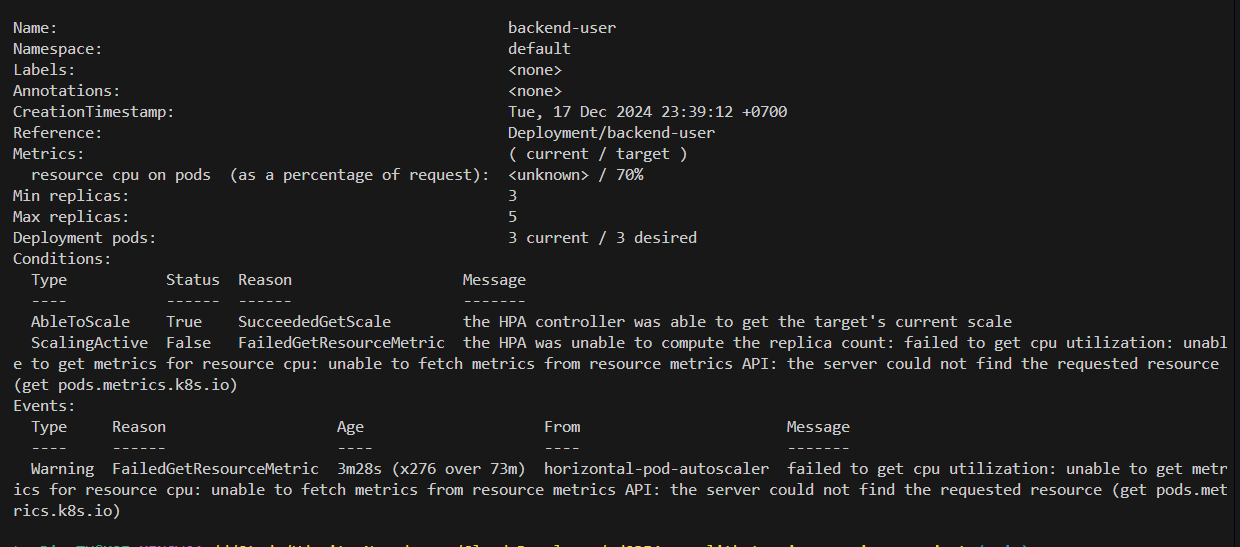 Name: backend-user
Namespace: default
Labels: <none>
Annotations: <none>
CreationTimestamp: Tue, 17 Dec 2024 23:39:12 +0700
Reference: Deployment/backend-user
Metrics: ( current / target )
resource cpu on pods (as a percentage of request): <unknown> / 70%
Min replicas: 3
Max replicas: 5
Deployment pods: 3 current / 3 desired
Conditions:
Type Status Reason Message
---- ------ ------ -------
AbleToScale True SucceededGetScale the HPA controller was able to get the target's current scale
ScalingActive False FailedGetResourceMetric the HPA was unable to compute the replica count: failed to get cpu utilization: unabl
e to get metrics for resource cpu: unable to fetch metrics from resource metrics API: the server could not find the requested resource
(get pods.metrics.k8s.io)
Events:
Type Reason Age From Message
---- ------ ---- ---- -------
Warning FailedGetResourceMetric 3m28s (x276 over 73m) horizontal-pod-autoscaler failed to get cpu utilization: unable to get metr
ics for resource cpu: unable to fetch metrics from resource metrics API: the server could not find the requested resource (get pods.met
rics.k8s.io)